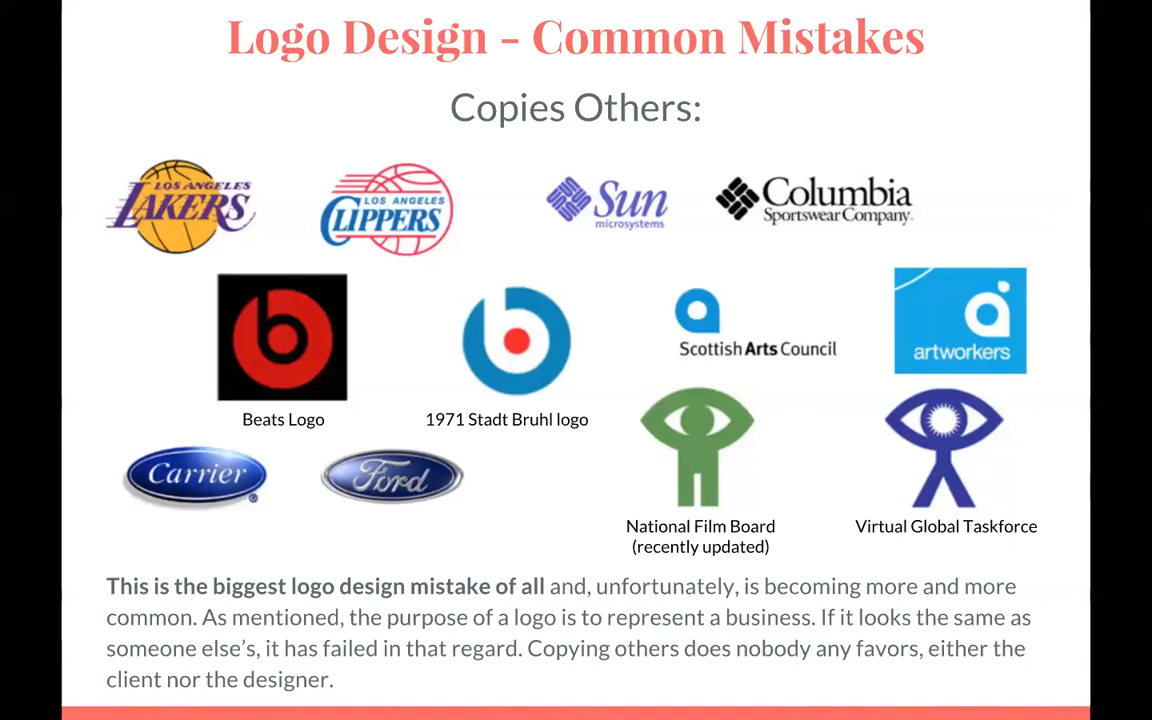 Logo Design - Common Mistakes
Copies Others:
LOS ANGELES
LAKERS
LOS ANGELES
CLIPPERS
Sun
microsystems
Columbia
Sportswear Company
Beats Logo
1971 Stadt Bruhl logo
Scottish Arts Council
artworkers
Carrier
Ford
National Film Board
(recently updated)
Virtual Global Taskforce
This is the biggest logo design mistake of all and, unfortunately, is becoming more and more
common. As mentioned, the purpose of a logo is to represent a business. If it looks the same as
someone else's, it has failed in that regard. Copying others does nobody any favors, either the
client nor the designer.